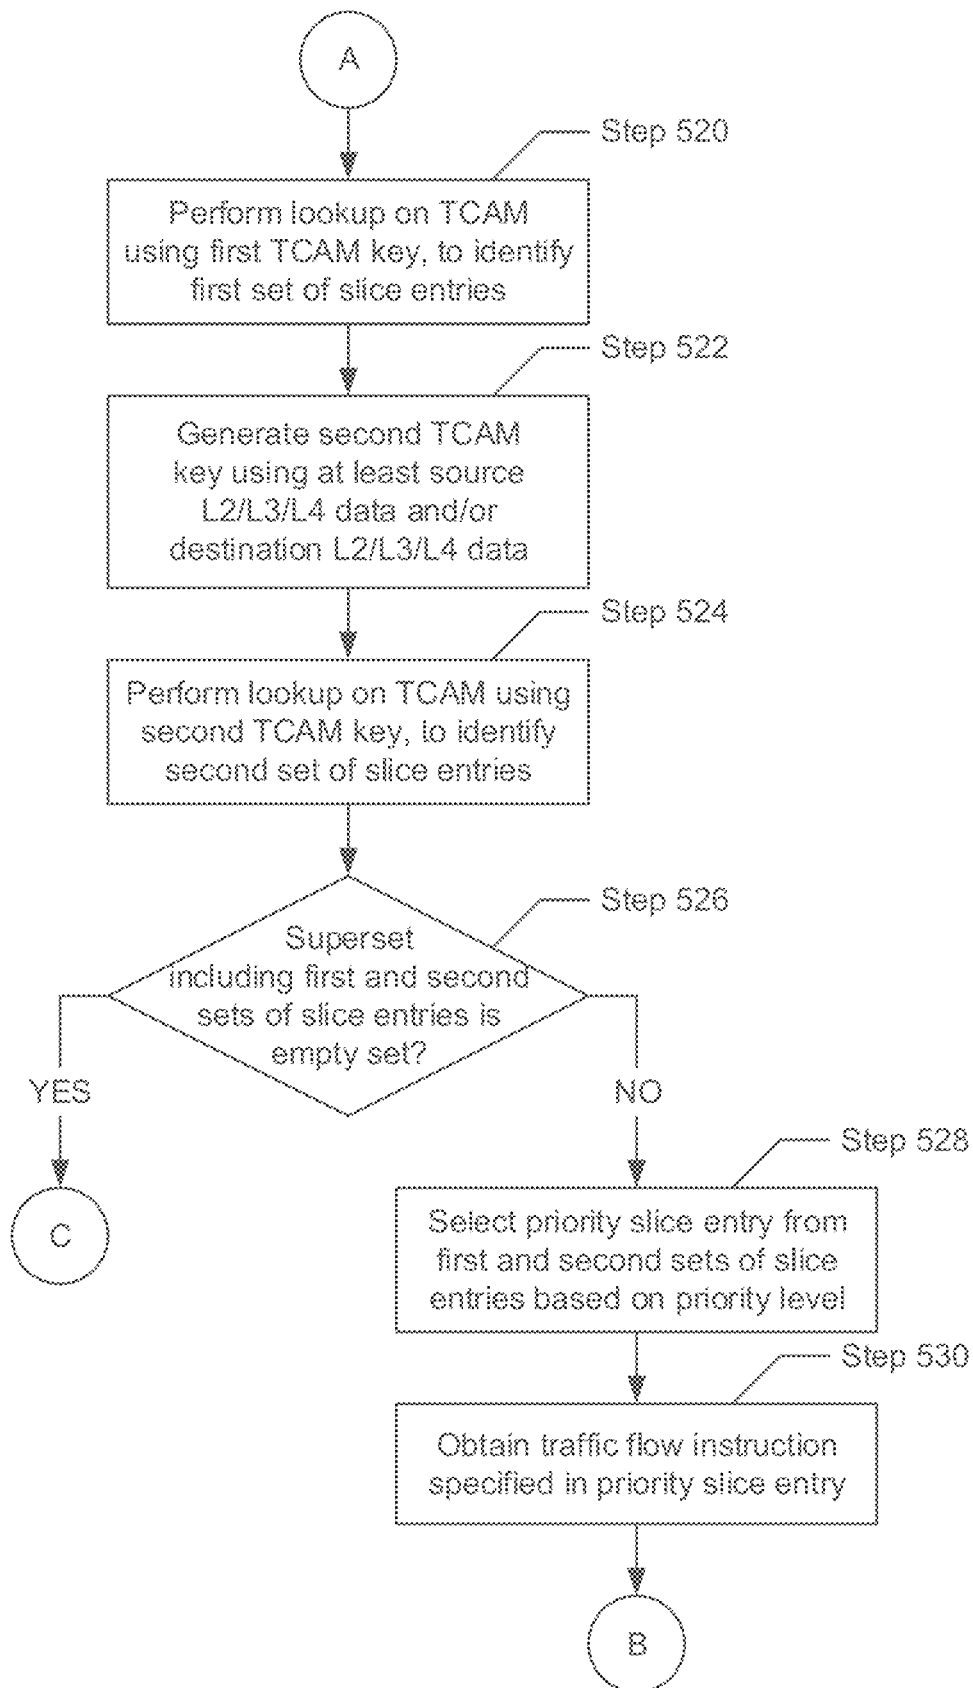 A
Step 520
Perform lookup on TCAM
using first TCAM key, to identify
first set of slice entries
Step 522
Generate second TCAM
key using at least source
L2/L3/L4 data and/or
destination L2/L3/L4 data
Step 524
Perform lookup on TCAM using
second TCAM key, to identify
second set of slice entries
Step 526
Superset
including first and second
sets of slice entries is
empty set?
YES
NO
C
Step 528
Select priority slice entry from
first and second sets of slice
entries based on priority level
Step 530
Obtain traffic flow instruction
specified in priority slice entry
B